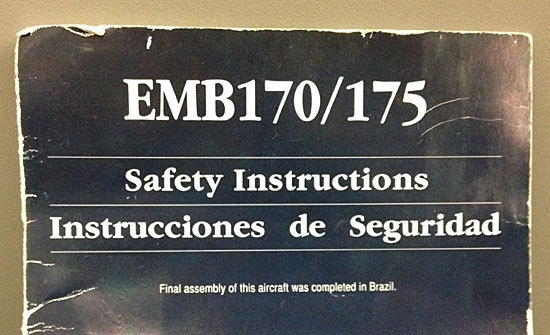 EMB170/175
Safety Instructions
Instrucciones de Seguridad
Final assembly of this aircraft was completed in Brazil.